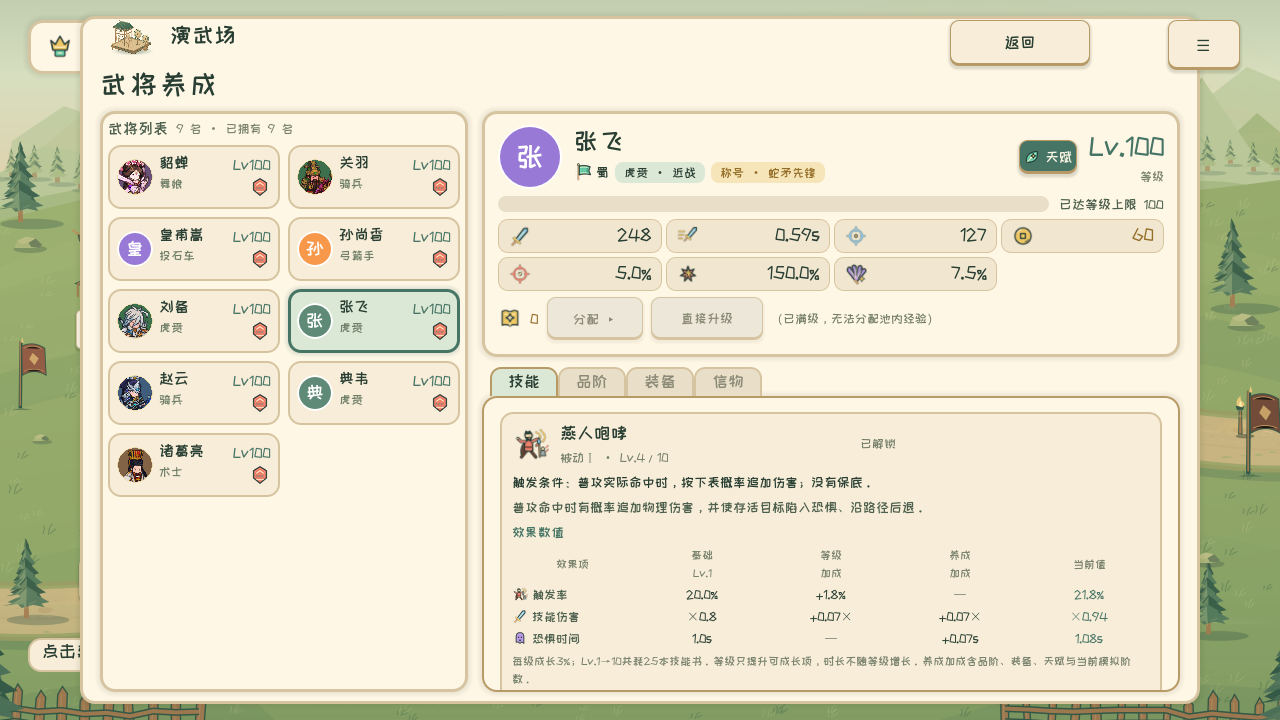 演武场
返回
☰
武将养成
武将列表 9 名 · 已拥有 9 名
貂蝉 Lv100
舞娘
关羽 Lv100
骑兵
皇 皇甫嵩 Lv100
投石车
孙 孙尚香 Lv100
弓箭手
刘备 Lv100
虎贲
张 张飞 Lv100
虎贲
赵云 Lv100
骑兵
典 典韦 Lv100
虎贲
诸葛亮 Lv100
术士
张 张飞
蜀 虎贲 · 近战 称号 · 蛇矛先锋
天赋 Lv.100
等级
已达等级上限 100
248 0.59s 127 60
5.0% 150.0% 7.5%
0 分配 ▸ 直接升级 (已满级，无法分配池内经验)
技能 品阶 装备 信物
燕人咆哮
被动 I · Lv.4 / 10
已解锁
触发条件：普攻实际命中时，按下表概率追加伤害；没有保底。
普攻命中时有概率追加物理伤害，并使存活目标陷入恐惧、沿路径后退。
效果数值
效果项 基础 Lv.1 等级 加成 养成 加成 当前值
触发率 20.0% +1.8% — 21.8%
技能伤害 ×0.8 +0.07× +0.07× ×0.94
恐惧时间 1.0s — +0.07s 1.08s
每级成长3%；Lv.1→10共耗25本技能书。等级只提升可成长项，时长不随等级增长。养成加成含品阶、装备、天赋与当前模拟阶
数。
点击